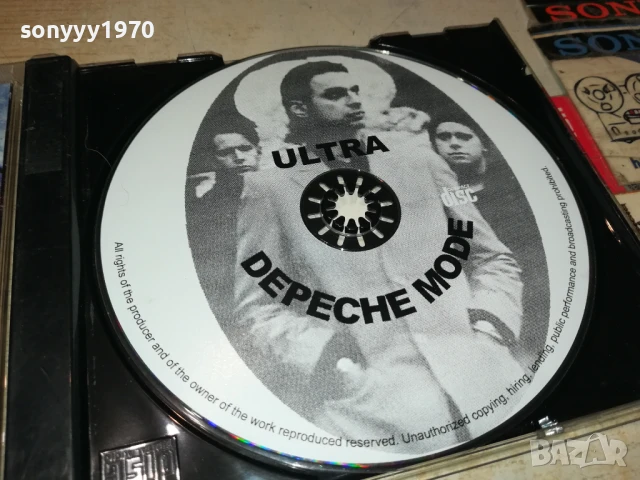 sonyyy1970
SON
SON
ULTRA
DISC
DEPECHE MODE
All rights of the producer and of the owner of the work reproduced reserved. Unauthorized copying, hiring, lending, public performance and broadcasting prohibited.
BAZAR